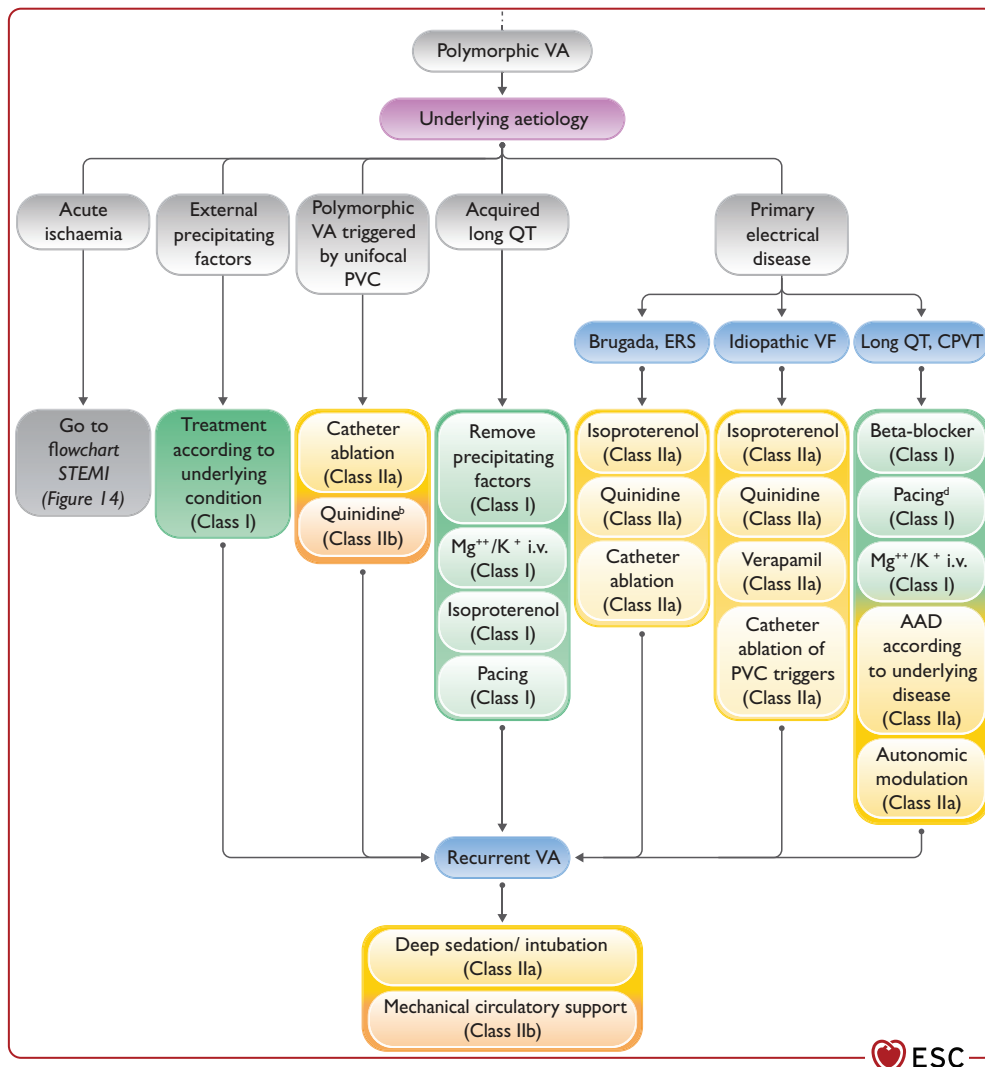 Polymorphic VA
Underlying aetiology
Acute
ischaemia
External
precipitating
factors
Polymorphic
VA triggered
by unifocal
PVC
Acquired
long QT
Primary
electrical
disease
Brugada, ERS
Idiopathic VF
Long QT, CPVT
Go to
flowchart
STEMI
(Figure 14)
Treatment
according to
underlying
condition
(Class I)
Catheter
ablation
(Class IIa)
Quinidineᵇ
(Class IIb)
Remove
precipitating
factors
(Class I)
Mg⁺⁺/K⁺ i.v.
(Class I)
Isoproterenol
(Class I)
Pacing
(Class I)
Isoproterenol
(Class IIa)
Quinidine
(Class IIa)
Catheter
ablation
(Class IIa)
Isoproterenol
(Class IIa)
Quinidine
(Class IIa)
Verapamil
(Class IIa)
Catheter
ablation of
PVC triggers
(Class IIa)
Beta-blocker
(Class I)
Pacingᵈ
(Class I)
Mg⁺⁺/K⁺ i.v.
(Class I)
AAD
according
to underlying
disease
(Class IIa)
Autonomic
modulation
(Class IIa)
Recurrent VA
Deep sedation/ intubation
(Class IIa)
Mechanical circulatory support
(Class IIb)
ESC